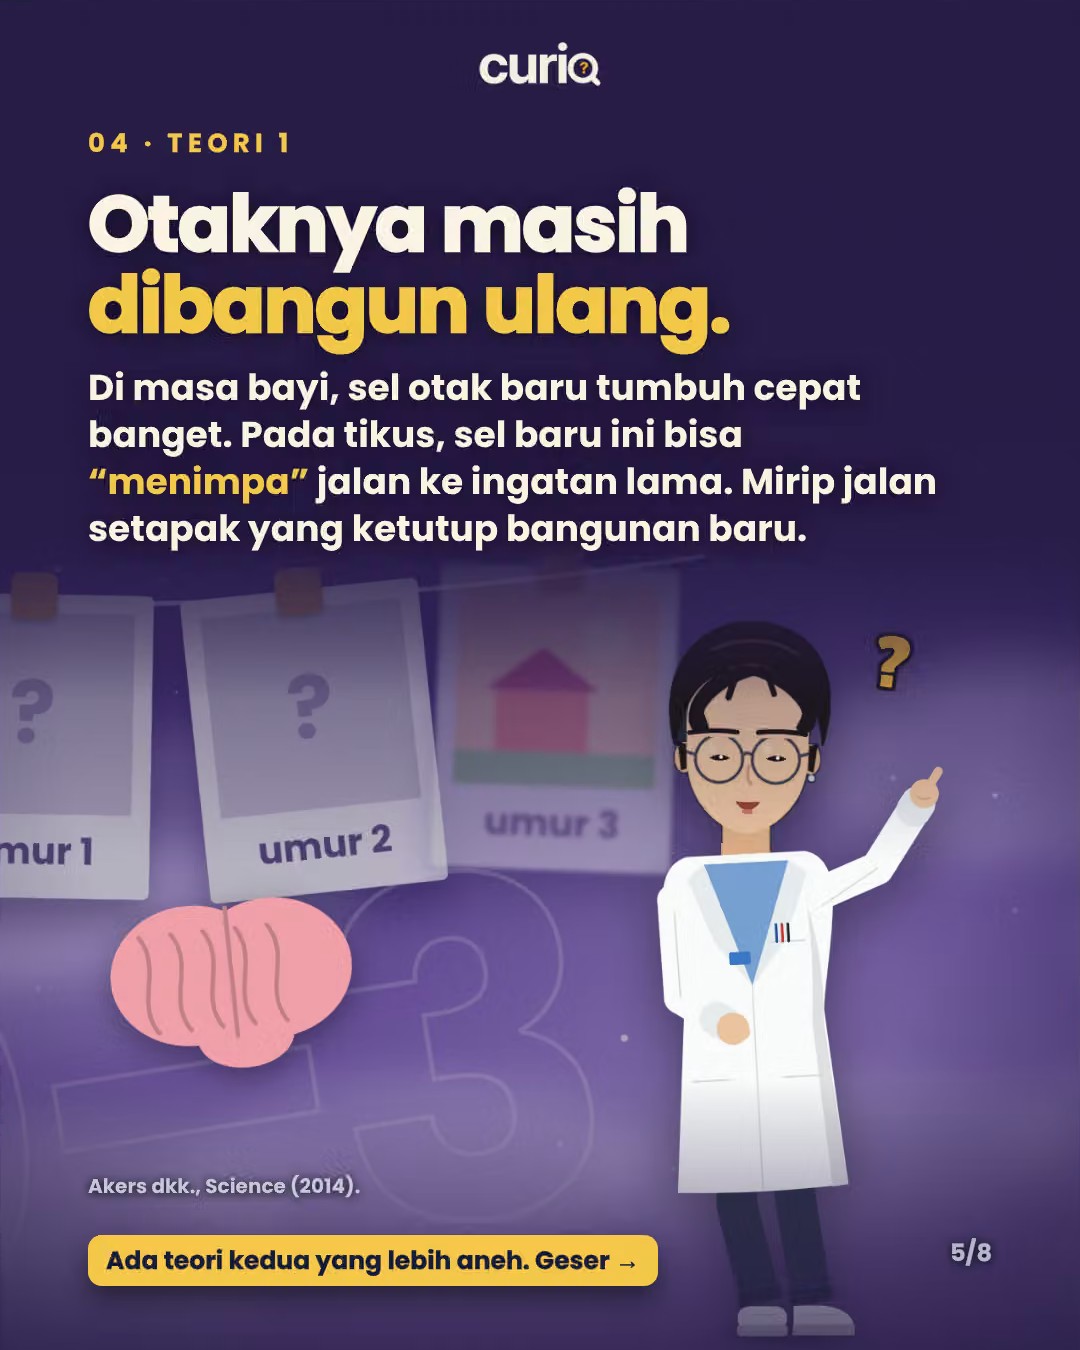 curio
04 · TEORI 1
Otaknya masih
dibangun ulang.
Di masa bayi, sel otak baru tumbuh cepat
banget. Pada tikus, sel baru ini bisa
“menimpa” jalan ke ingatan lama. Mirip jalan
setapak yang ketutup bangunan baru.
?
?
?
mur 1
umur 2
umur 3
3
Akers dkk., Science (2014).
Ada teori kedua yang lebih aneh. Geser →
5/8